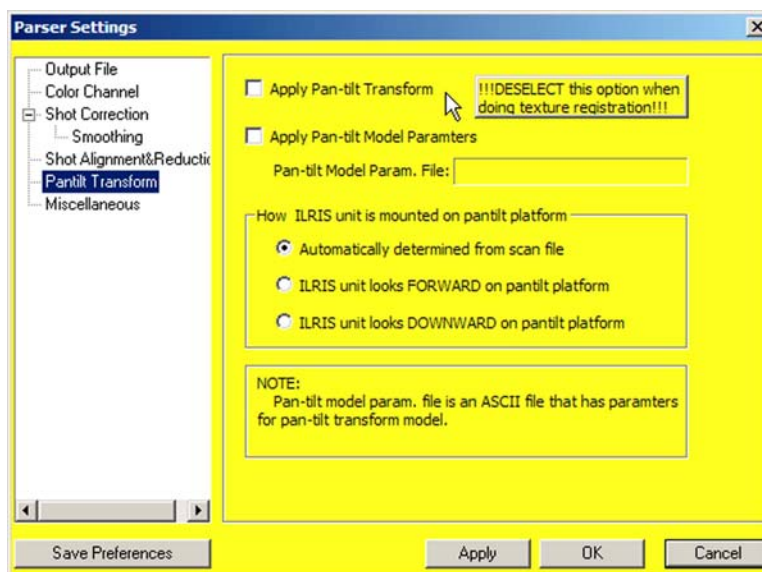 Parser Settings
Output File
Color Channel
Shot Correction
Smoothing
Shot Alignment&Reductic
Pantilt Transform
Miscellaneous
Apply Pan-tilt Transform
!!!DESELECT this option when
doing texture registration!!!
Apply Pan-tilt Model Paramters
Pan-tilt Model Param. File:
How ILRIS unit is mounted on pantilt platform
Automatically determined from scan file
ILRIS unit looks FORWARD on pantilt platform
ILRIS unit looks DOWNWARD on pantilt platform
NOTE:
Pan-tilt model param. file is an ASCII file that has paramters
for pan-tilt transform model.
Save Preferences
Apply
OK
Cancel